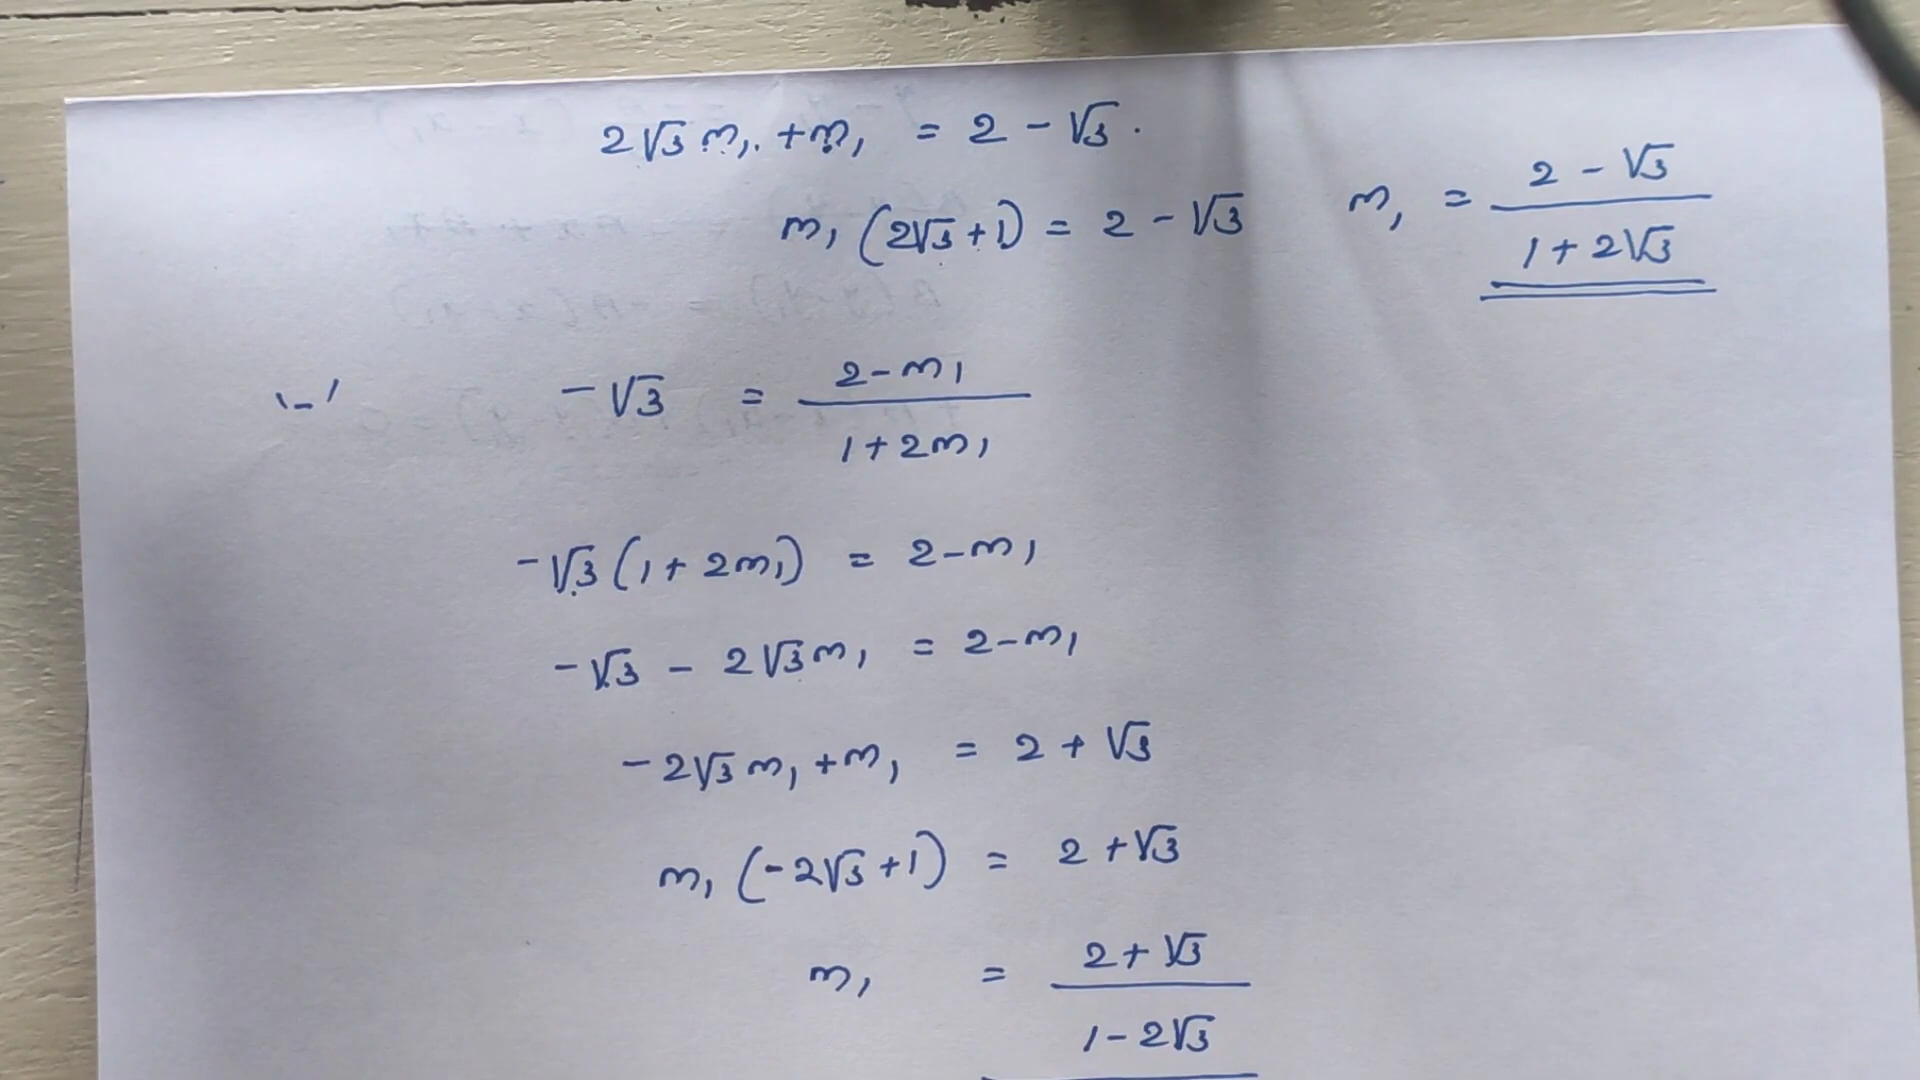 2√3 m₁ + m₁ = 2 - √3.
m₁ (2√3 + 1) = 2 - √3    m₁ = (2 - √3) / (1 + 2√3)
'-'    -√3 = (2 - m₁) / (1 + 2m₁)
-√3 (1 + 2m₁) = 2 - m₁
-√3 - 2√3 m₁ = 2 - m₁
-2√3 m₁ + m₁ = 2 + √3
m₁ (-2√3 + 1) = 2 + √3
m₁ = (2 + √3) / (1 - 2√3)